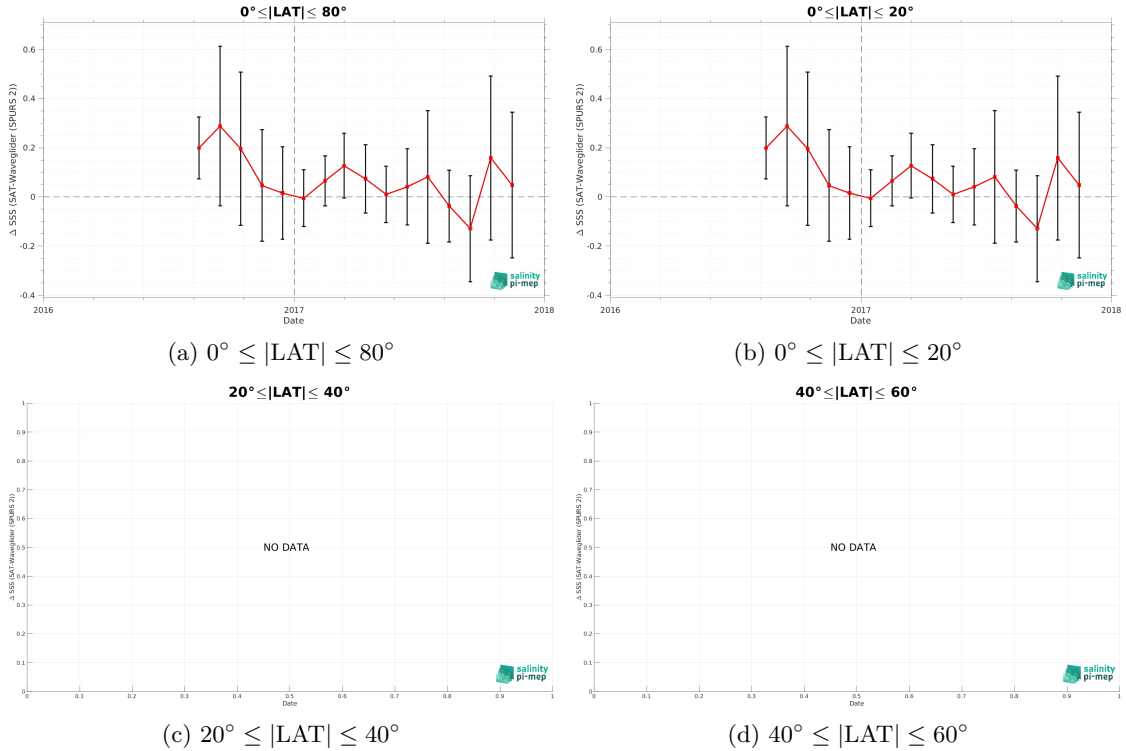 0°≤|LAT|≤ 80°
Δ SSS (SAT-Waveglider (SPURS 2))
0.6
0.4
0.2
0
-0.2
-0.4
2016
2017
2018
Date
salinity
pi-mep
(a) 0° ≤ |LAT| ≤ 80°
0°≤|LAT|≤ 20°
Δ SSS (SAT-Waveglider (SPURS 2))
0.6
0.4
0.2
0
-0.2
-0.4
2016
2017
2018
Date
salinity
pi-mep
(b) 0° ≤ |LAT| ≤ 20°
20°≤|LAT|≤ 40°
Δ SSS (SAT-Waveglider (SPURS 2))
1
0.9
0.8
0.7
0.6
0.5
0.4
0.3
0.2
0.1
0
NO DATA
salinity
pi-mep
0 0.1 0.2 0.3 0.4 0.5 0.6 0.7 0.8 0.9 1
Date
(c) 20° ≤ |LAT| ≤ 40°
40°≤|LAT|≤ 60°
Δ SSS (SAT-Waveglider (SPURS 2))
1
0.9
0.8
0.7
0.6
0.5
0.4
0.3
0.2
0.1
0
NO DATA
salinity
pi-mep
0 0.1 0.2 0.3 0.4 0.5 0.6 0.7 0.8 0.9 1
Date
(d) 40° ≤ |LAT| ≤ 60°